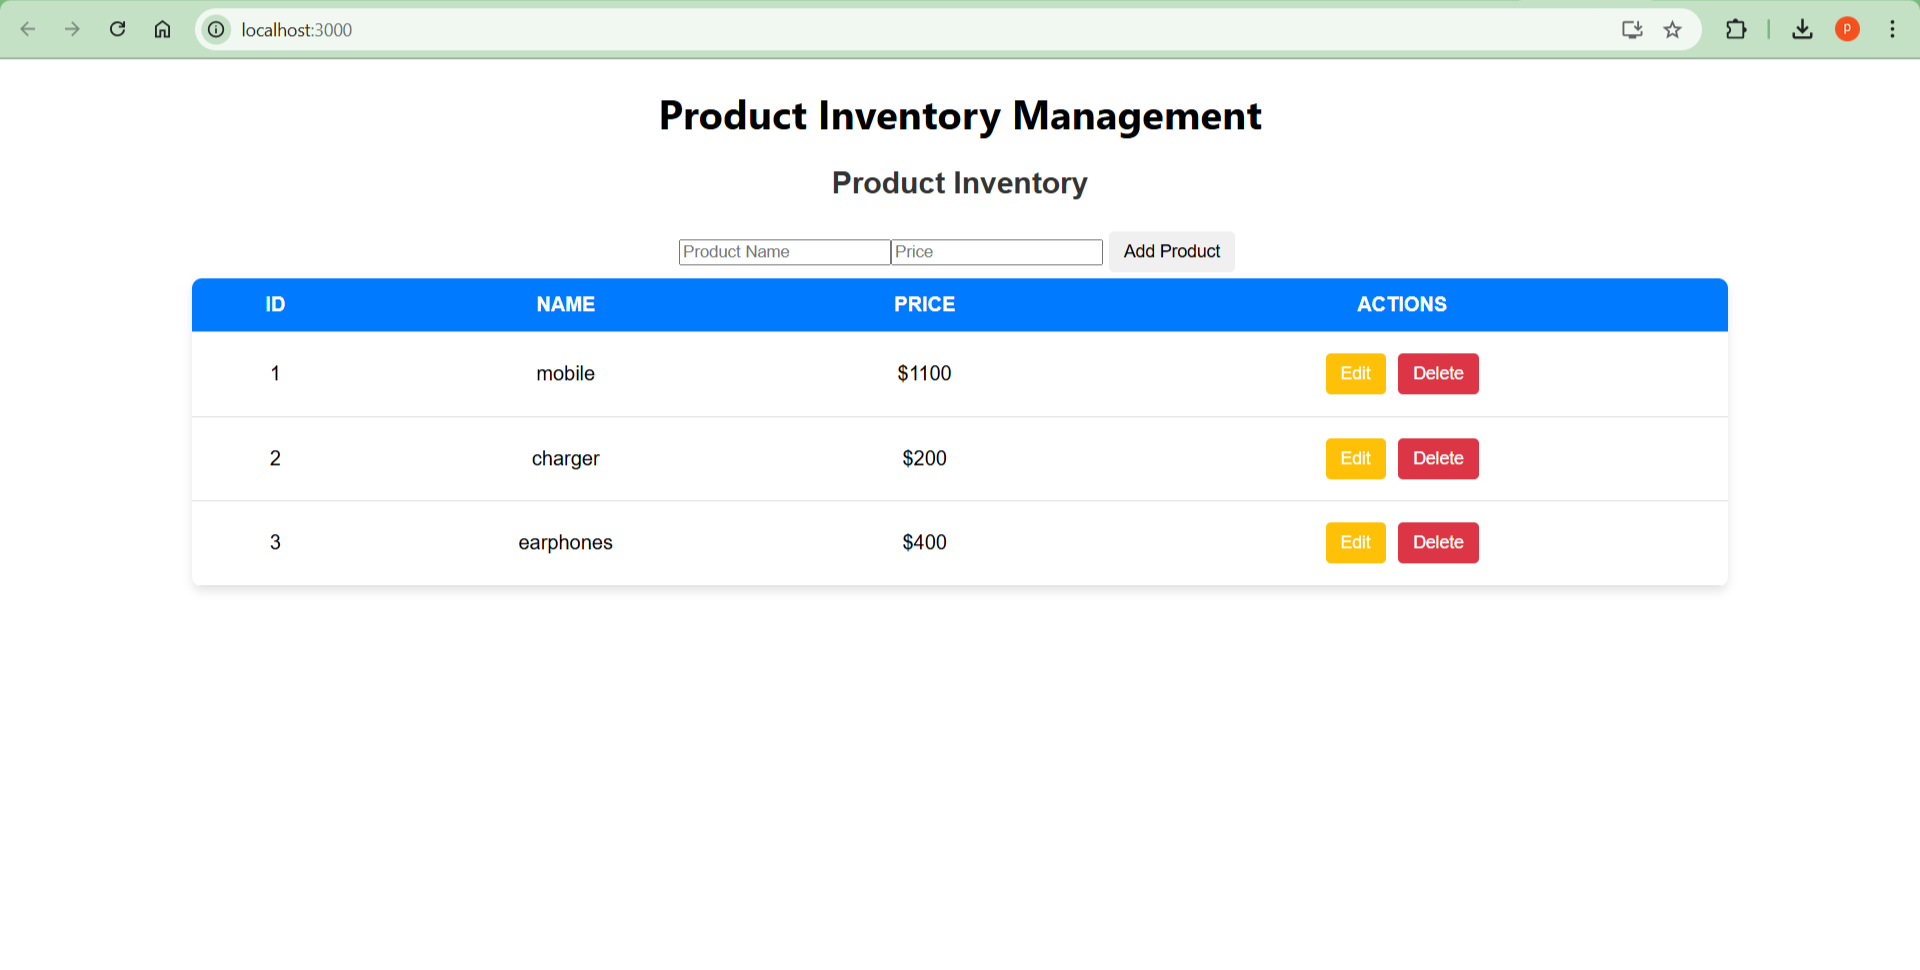 localhost:3000
P
Product Inventory Management
Product Inventory
Product Name Price Add Product
ID NAME PRICE ACTIONS
1 mobile $1100 Edit Delete
2 charger $200 Edit Delete
3 earphones $400 Edit Delete